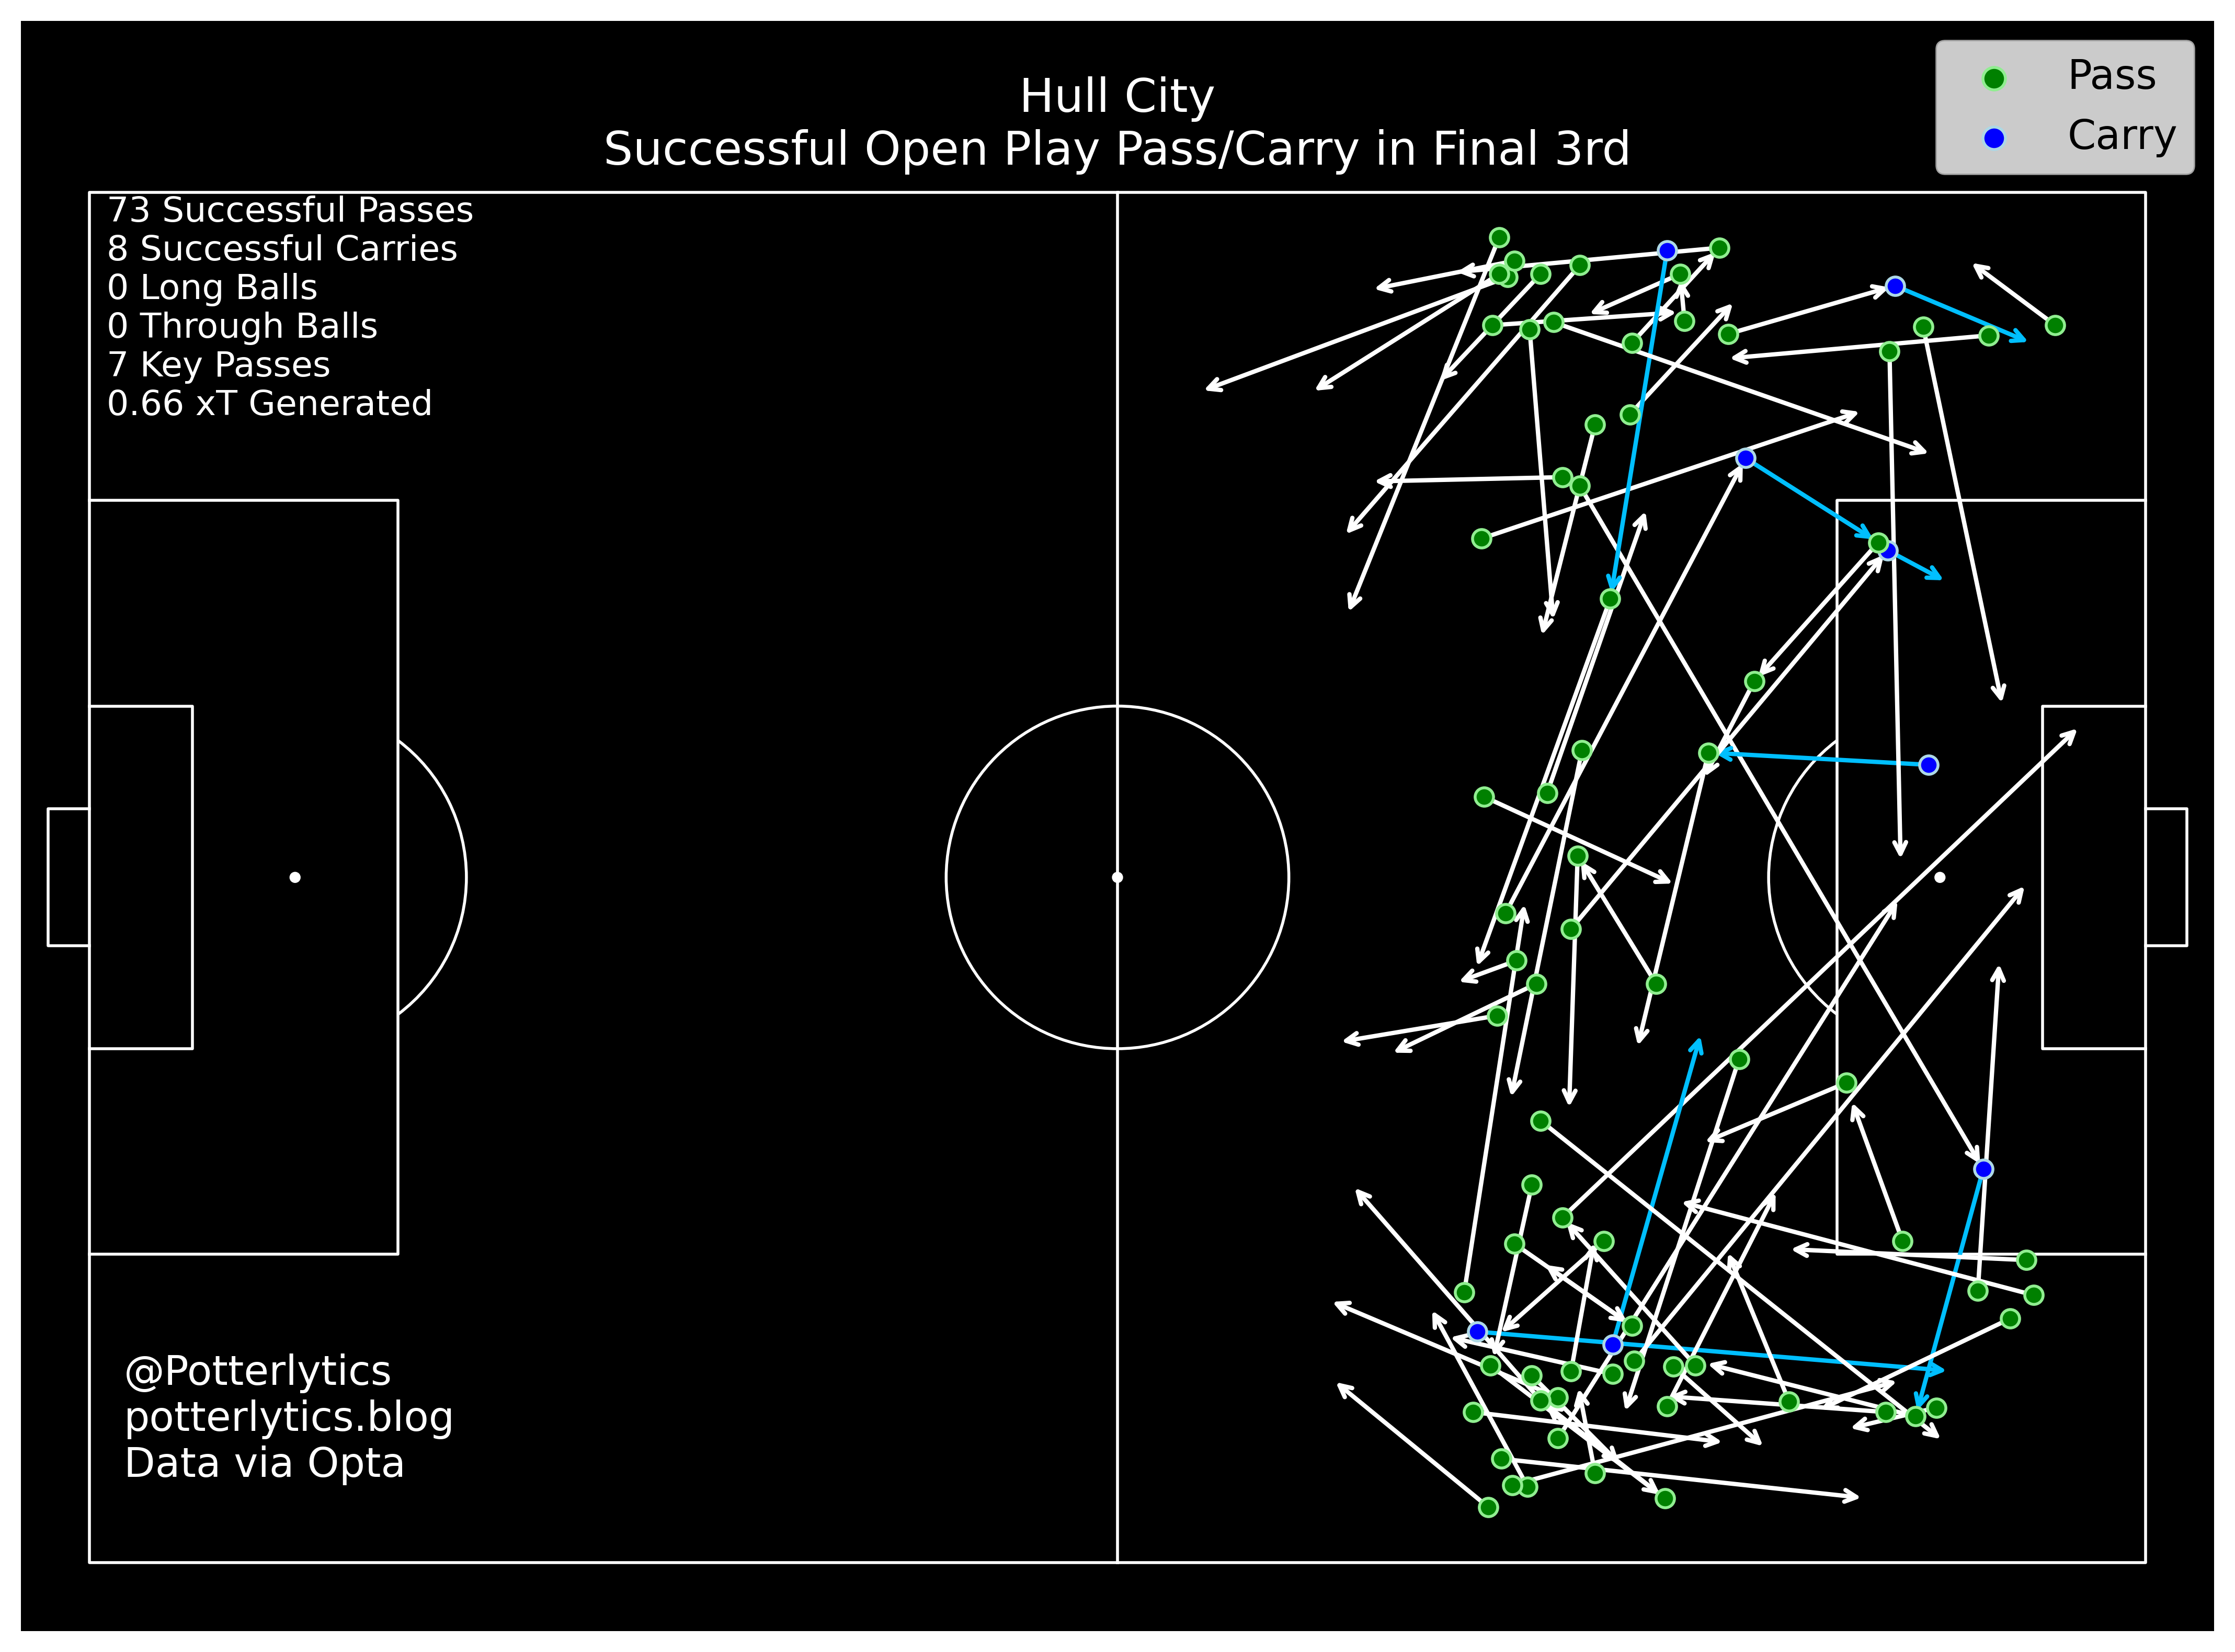 Hull City
Successful Open Play Pass/Carry in Final 3rd
Pass
Carry
73 Successful Passes
8 Successful Carries
0 Long Balls
0 Through Balls
7 Key Passes
0.66 xT Generated
@Potterlytics
potterlytics.blog
Data via Opta